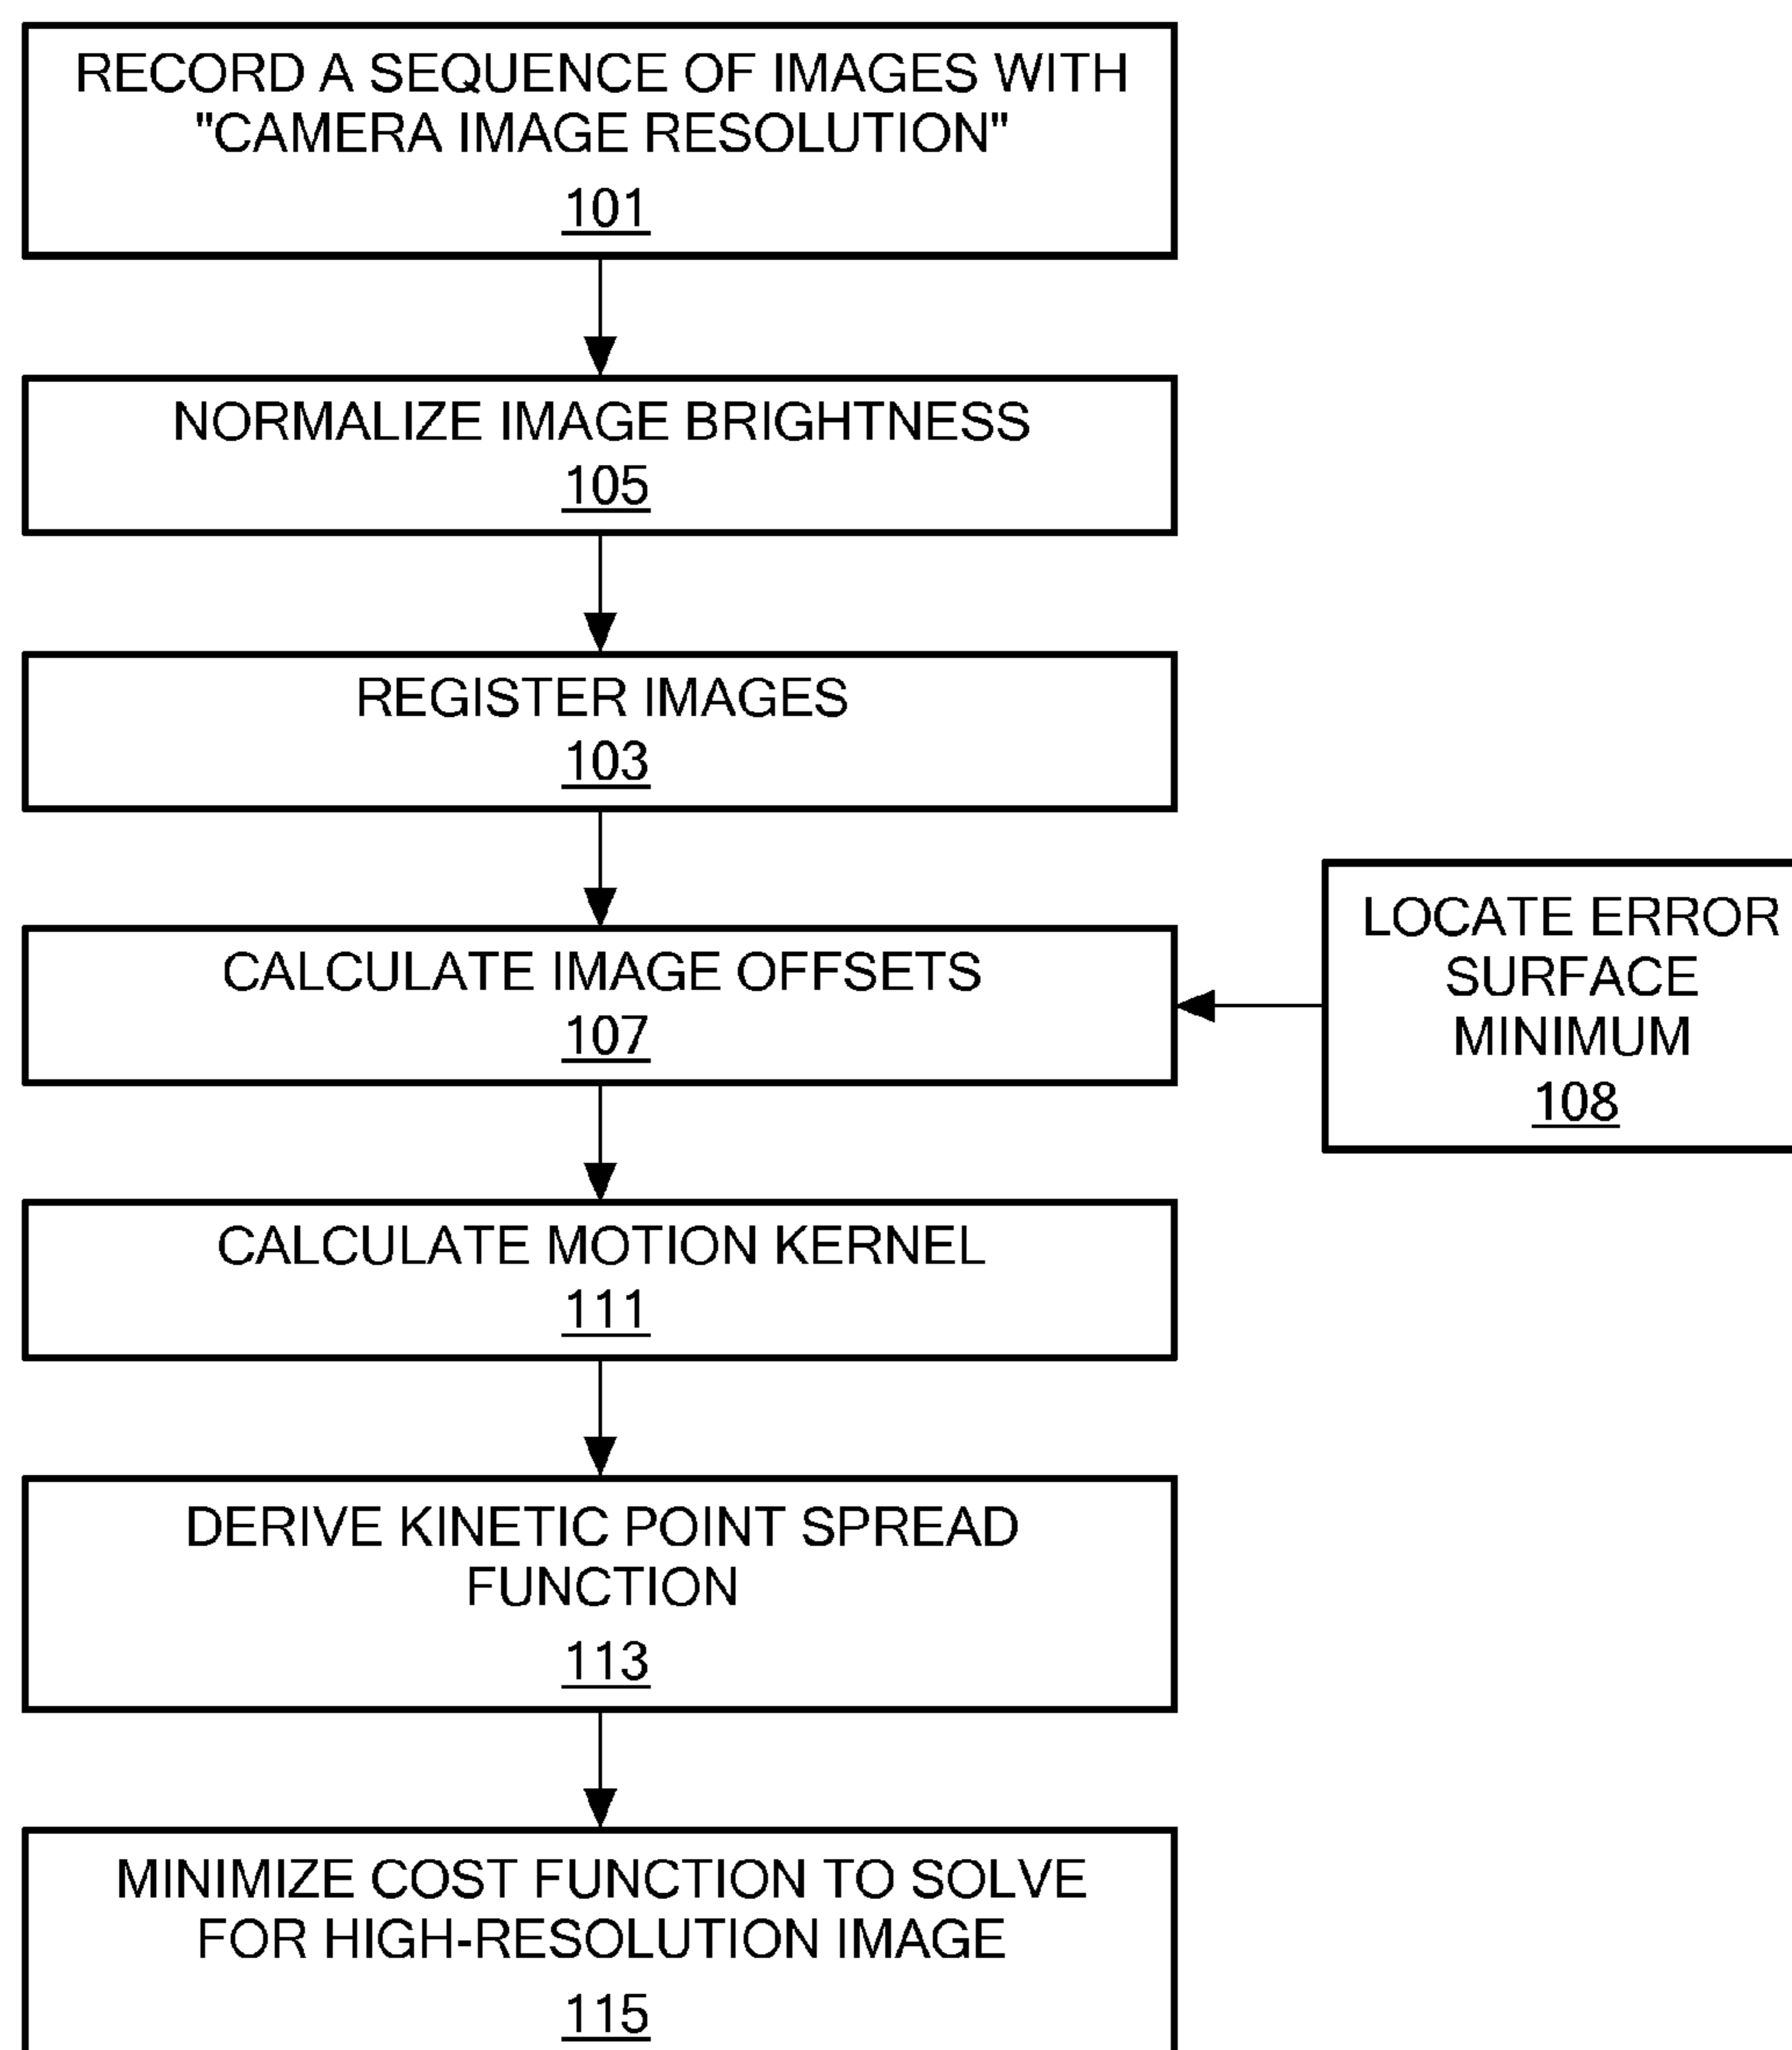 RECORD A SEQUENCE OF IMAGES WITH
"CAMERA IMAGE RESOLUTION"
101
NORMALIZE IMAGE BRIGHTNESS
105
REGISTER IMAGES
103
CALCULATE IMAGE OFFSETS
107
LOCATE ERROR
SURFACE
MINIMUM
108
CALCULATE MOTION KERNEL
111
DERIVE KINETIC POINT SPREAD
FUNCTION
113
MINIMIZE COST FUNCTION TO SOLVE
FOR HIGH-RESOLUTION IMAGE
115